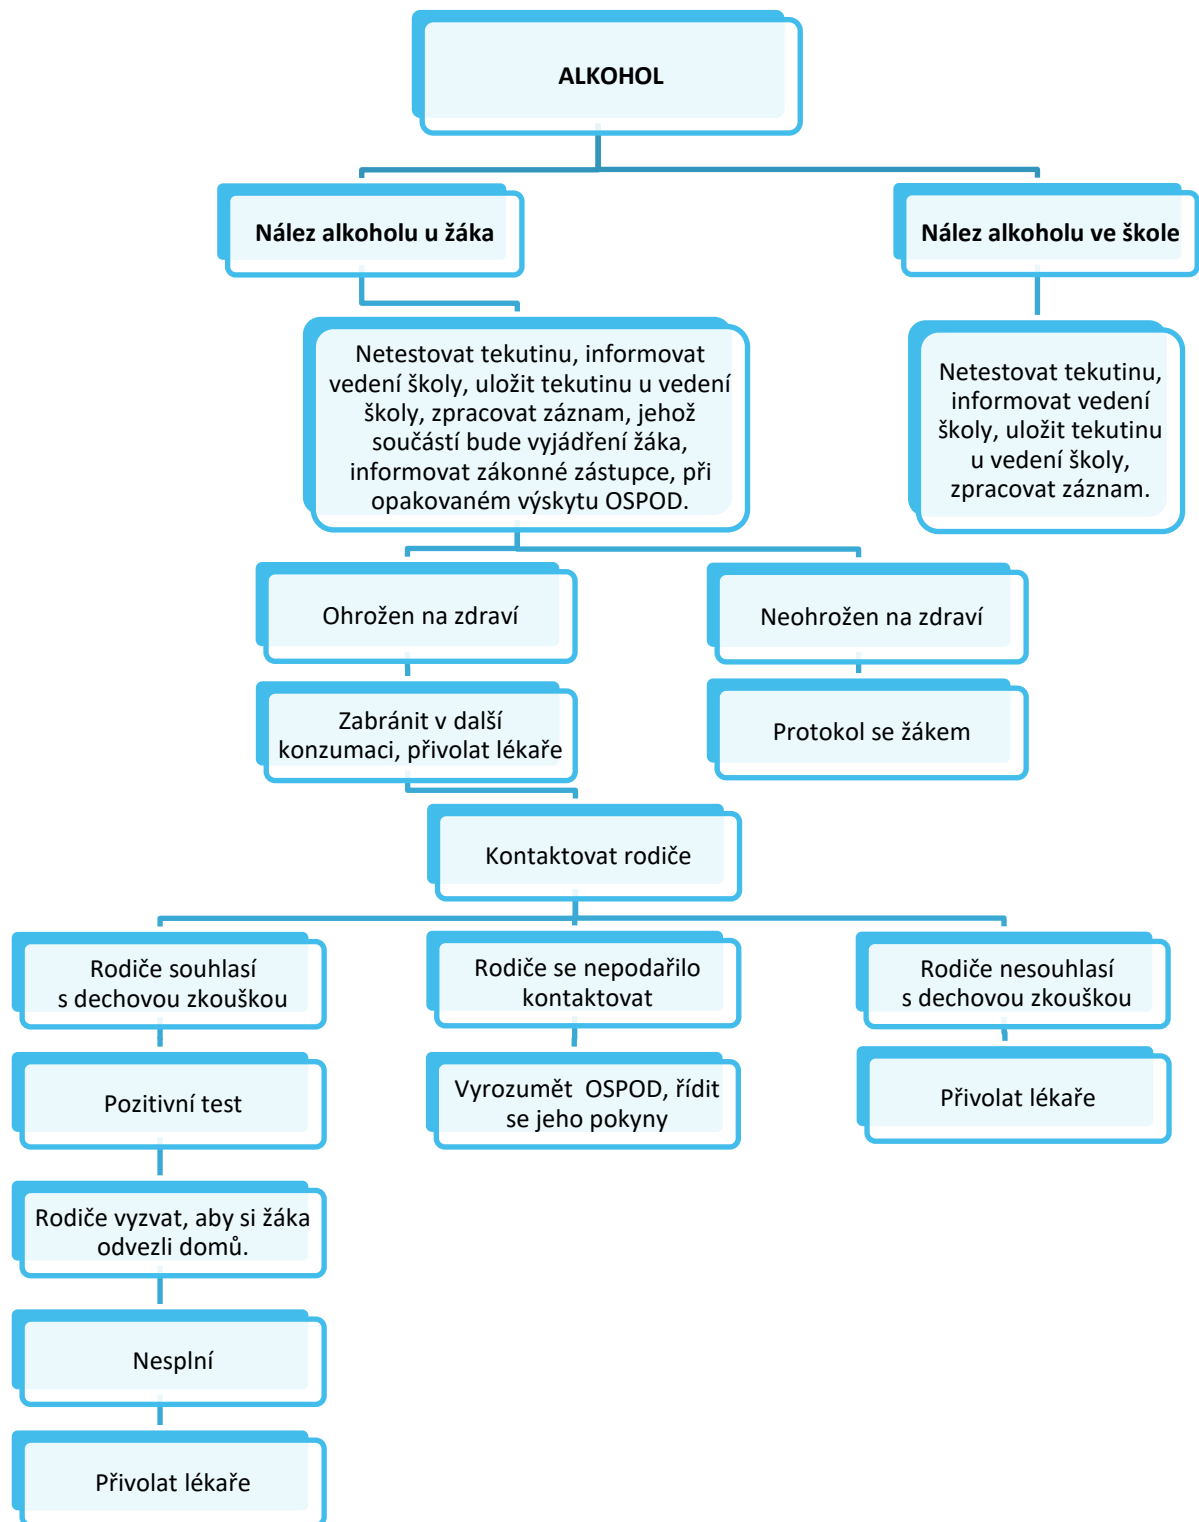 ALKOHOL
Nález alkoholu u žáka
Nález alkoholu ve škole
Netestovat tekutinu, informovat
vedení školy, uložit tekutinu u vedení
školy, zpracovat záznam, jehož
součástí bude vyjádření žáka,
informovat zákonné zástupce, při
opakovaném výskytu OSPOD.
Netestovat tekutinu,
informovat vedení
školy, uložit tekutinu
u vedení školy,
zpracovat záznam.
Ohrožen na zdraví
Neohrožen na zdraví
Zabránit v další
konzumaci, přivolat lékaře
Protokol se žákem
Kontaktovat rodiče
Rodiče souhlasí
s dechovou zkouškou
Rodiče se nepodařilo
kontaktovat
Rodiče nesouhlasí
s dechovou zkouškou
Pozitivní test
Vyrozumět  OSPOD, řídit
se jeho pokyny
Přivolat lékaře
Rodiče vyzvat, aby si žáka
odvezli domů.
Nesplní
Přivolat lékaře